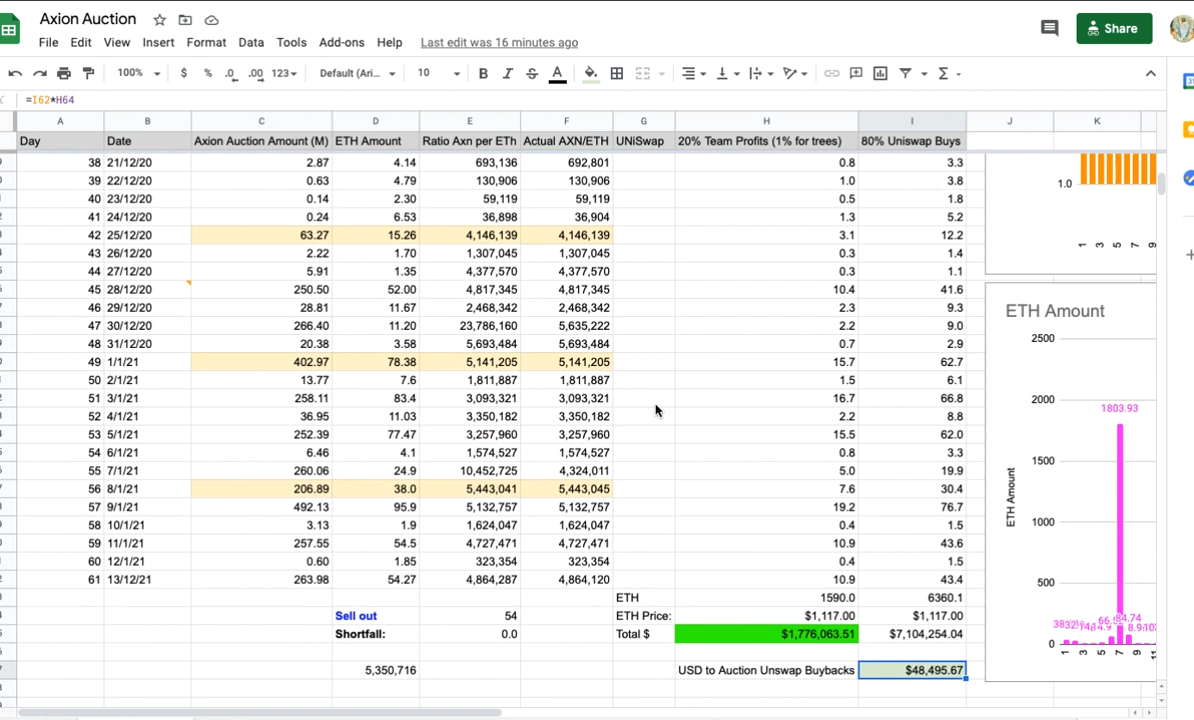 Axion Auction
File Edit View Insert Format Data Tools Add-ons Help Last edit was 16 minutes ago
Share
100% $ % .0 .00 123 Default (Ari... 10 B I S A
=I62*H64
A B C D E F G H I J K
Day Date Axion Auction Amount (M) ETH Amount Ratio Axn per ETh Actual AXN/ETH UNiSwap 20% Team Profits (1% for trees) 80% Uniswap Buys
38 21/12/20 2.87 4.14 693,136 692,801 0.8 3.3
39 22/12/20 0.63 4.79 130,906 130,906 1.0 3.8
40 23/12/20 0.14 2.30 59,119 59,119 0.5 1.8
41 24/12/20 0.24 6.53 36,898 36,904 1.3 5.2
42 25/12/20 63.27 15.26 4,146,139 4,146,139 3.1 12.2
43 26/12/20 2.22 1.70 1,307,045 1,307,045 0.3 1.4
44 27/12/20 5.91 1.35 4,377,570 4,377,570 0.3 1.1
45 28/12/20 250.50 52.00 4,817,345 4,817,345 10.4 41.6
46 29/12/20 28.81 11.67 2,468,342 2,468,342 2.3 9.3
47 30/12/20 266.40 11.20 23,786,160 5,635,222 2.2 9.0
48 31/12/20 20.38 3.58 5,693,484 5,693,484 0.7 2.9
49 1/1/21 402.97 78.38 5,141,205 5,141,205 15.7 62.7
50 2/1/21 13.77 7.6 1,811,887 1,811,887 1.5 6.1
51 3/1/21 258.11 83.4 3,093,321 3,093,321 16.7 66.8
52 4/1/21 36.95 11.03 3,350,182 3,350,182 2.2 8.8
53 5/1/21 252.39 77.47 3,257,960 3,257,960 15.5 62.0
54 6/1/21 6.46 4.1 1,574,527 1,574,527 0.8 3.3
55 7/1/21 260.06 24.9 10,452,725 4,324,011 5.0 19.9
56 8/1/21 206.89 38.0 5,443,041 5,443,045 7.6 30.4
57 9/1/21 492.13 95.9 5,132,757 5,132,757 19.2 76.7
58 10/1/21 3.13 1.9 1,624,047 1,624,047 0.4 1.5
59 11/1/21 257.55 54.5 4,727,471 4,727,471 10.9 43.6
60 12/1/21 0.60 1.85 323,354 323,354 0.4 1.5
61 13/12/21 263.98 54.27 4,864,287 4,864,120 10.9 43.4
ETH 1590.0 6360.1
Sell out 54 ETH Price: $1,117.00 $1,117.00
Shortfall: 0.0 Total $ $1,776,063.51 $7,104,254.04
5,350,716 USD to Auction Unswap Buybacks $48,495.67
1.0
1 3 5 7 9
ETH Amount
2500
2000
1803.93
1500
ETH Amount
1000
500
0
1 3 5 7 9 11